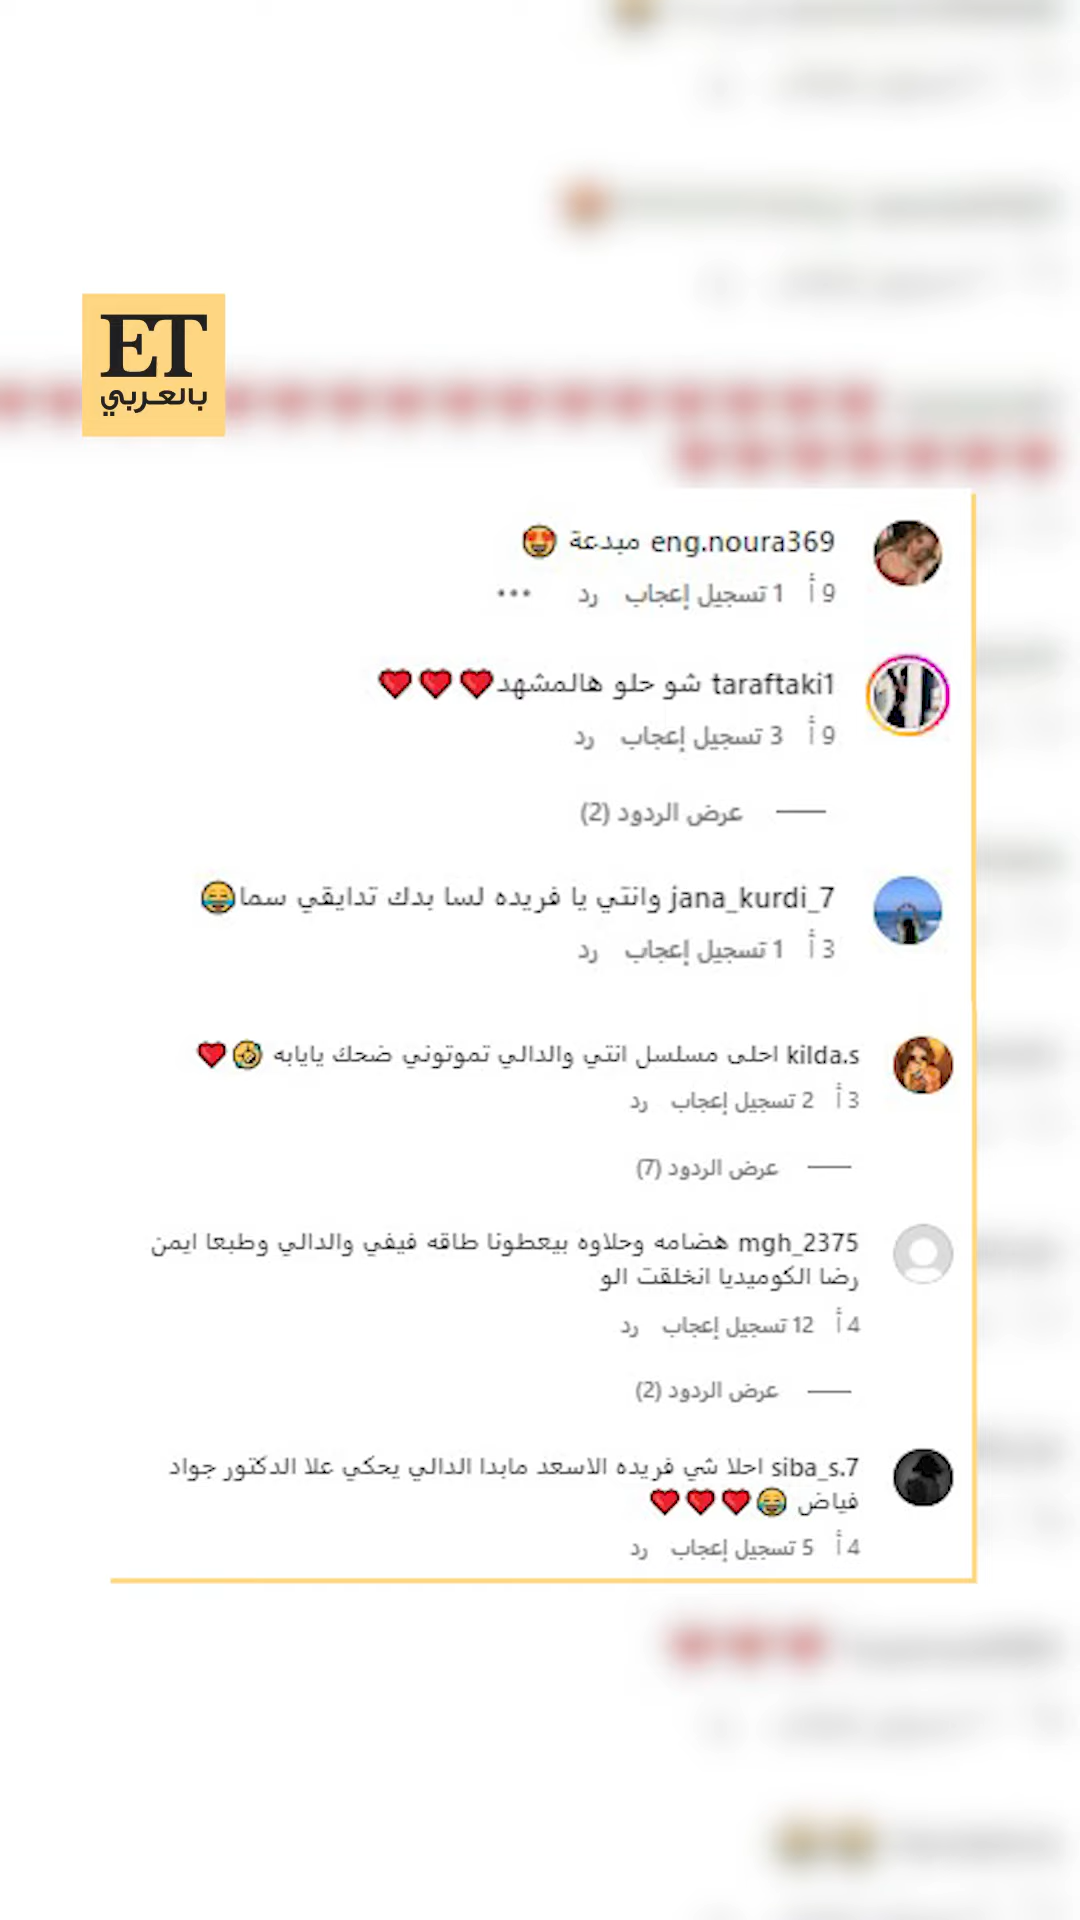 ET
بالعربي
eng.noura369 مبدعة 😍
9 أ 1 تسجيل إعجاب رد •••
taraftaki1 شو حلو هالمشهد❤️❤️❤️
9 أ 3 تسجيل إعجاب رد
عرض الردود (2)
jana_kurdi_7 وانتي يا فريده لسا بدك تدايقي سما😂
3 أ 1 تسجيل إعجاب رد
kilda.s احلى مسلسل انتي والدالي تموتوني ضحك يايابه 🤣❤️
3 أ 2 تسجيل إعجاب رد
عرض الردود (7)
mgh_2375 هضامه وحلاوه بيعطونا طاقه فيفي والدالي وطبعا ايمن
رضا الكوميديا انخلقت الو
4 أ 12 تسجيل إعجاب رد
عرض الردود (2)
siba_s.7 احلا شي فريده الاسعد مابدا الدالي يحكي علا الدكتور جواد
فياض 😂❤️❤️❤️
4 أ 5 تسجيل إعجاب رد